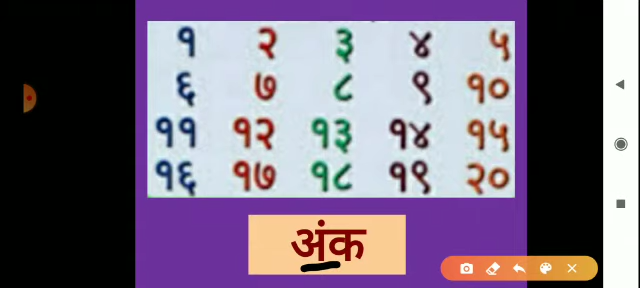 १ २ ३ ४ ५
६ ७ ८ ९ १०
११ १२ १३ १४ १५
१६ १७ १८ १९ २०
अंक